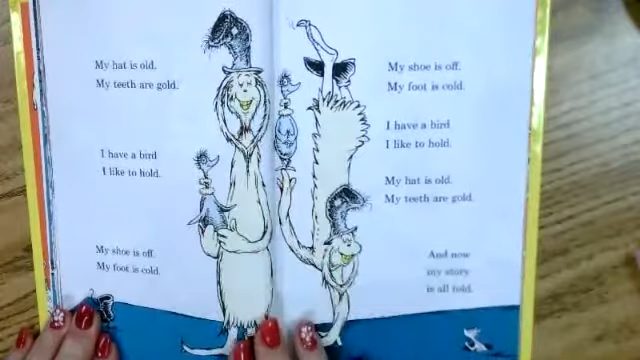 My hat is old.
My teeth are gold.
I have a bird
I like to hold.
My shoe is off.
My foot is cold.
My shoe is off.
My foot is cold.
I have a bird
I like to hold.
My hat is old.
My teeth are gold.
And now
my story
is all told.